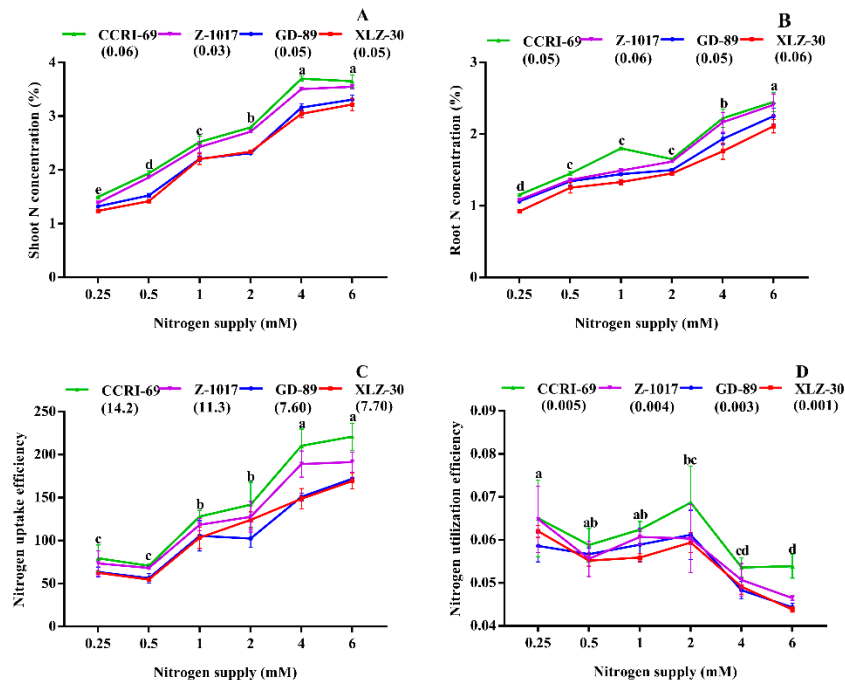 A
CCRI-69 Z-1017 GD-89 XLZ-30
(0.06) (0.03) (0.05) (0.05)
Shoot N concentration (%)
4
3
2
1
0
e d c b a a
0.25 0.5 1 2 4 6
Nitrogen supply (mM)
B
CCRI-69 Z-1017 GD-89 XLZ-30
(0.05) (0.06) (0.05) (0.06)
Root N concentration (%)
3
2
1
0
d c c c b a
0.25 0.5 1 2 4 6
Nitrogen supply (mM)
C
CCRI-69 Z-1017 GD-89 XLZ-30
(14.2) (11.3) (7.60) (7.70)
Nitrogen uptake efficiency
250
200
150
100
50
0
c c b b a a
0.25 0.5 1 2 4 6
Nitrogen supply (mM)
D
CCRI-69 Z-1017 GD-89 XLZ-30
(0.005) (0.004) (0.003) (0.001)
Nitrogen utilization efficiency
0.09
0.08
0.07
0.06
0.05
0.04
a ab ab bc cd d
0.25 0.5 1 2 4 6
Nitrogen supply (mM)